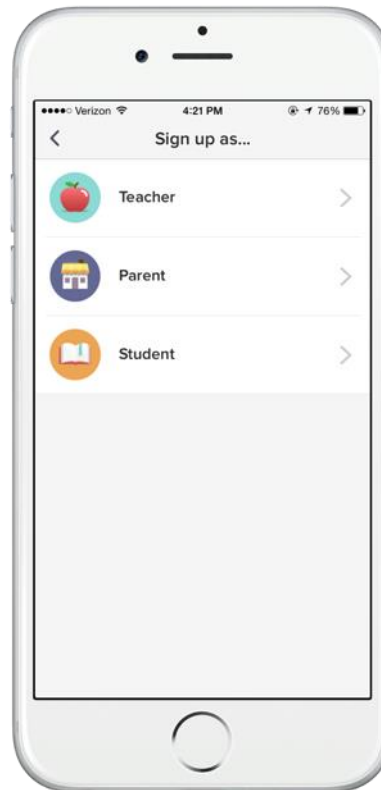 Verizon 4:21 PM 76%
Sign up as...
Teacher
Parent
Student